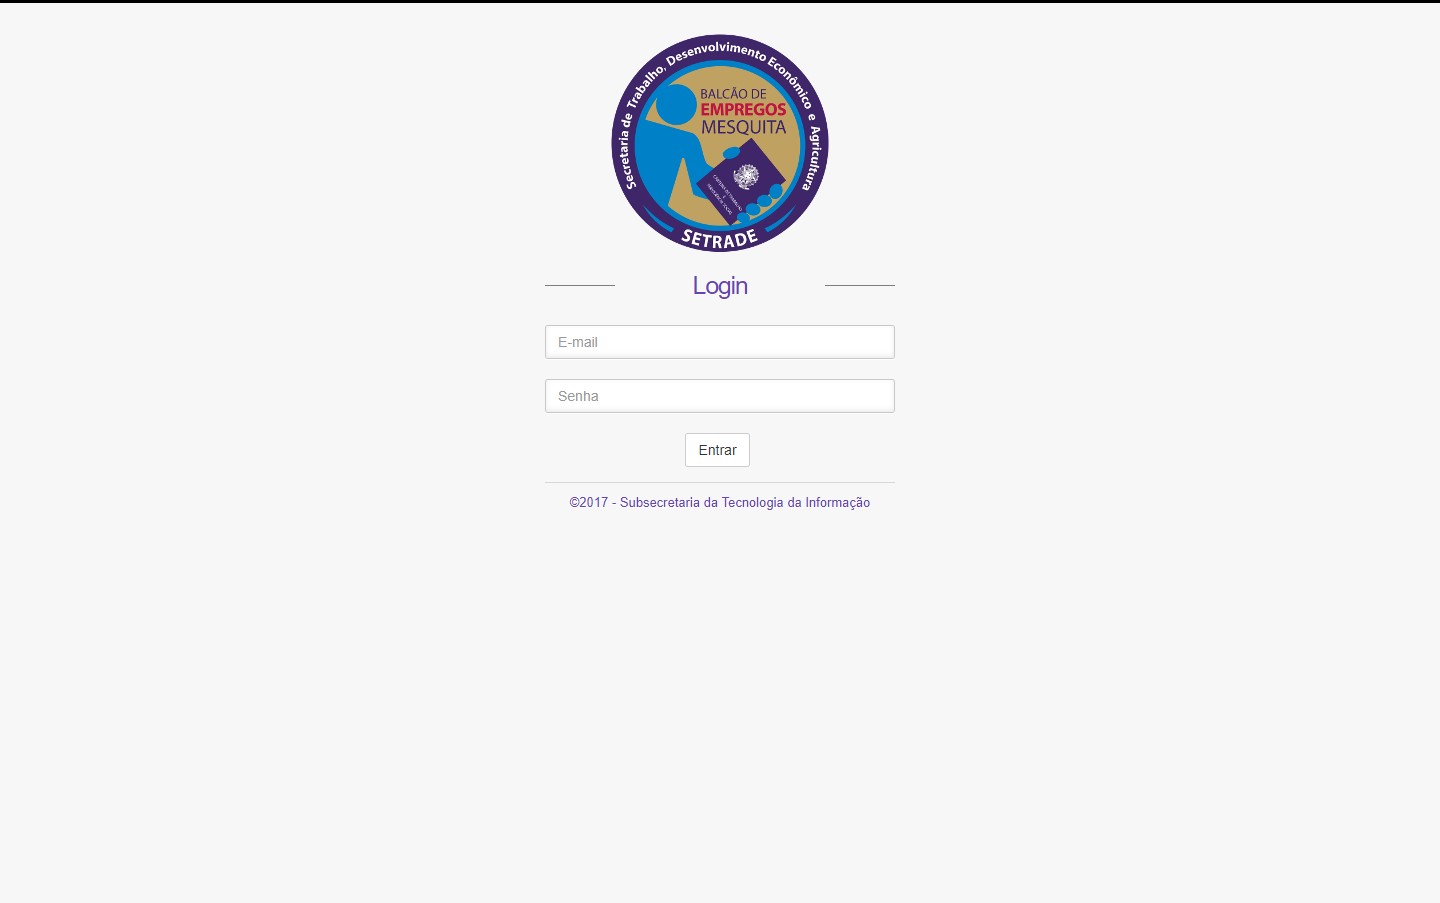 Secretaria de Trabalho, Desenvolvimento Econômico e Agricultura
BALCÃO DE
EMPREGOS
MESQUITA
SETRADE
Login
E-mail
Senha
Entrar
©2017 - Subsecretaria da Tecnologia da Informação